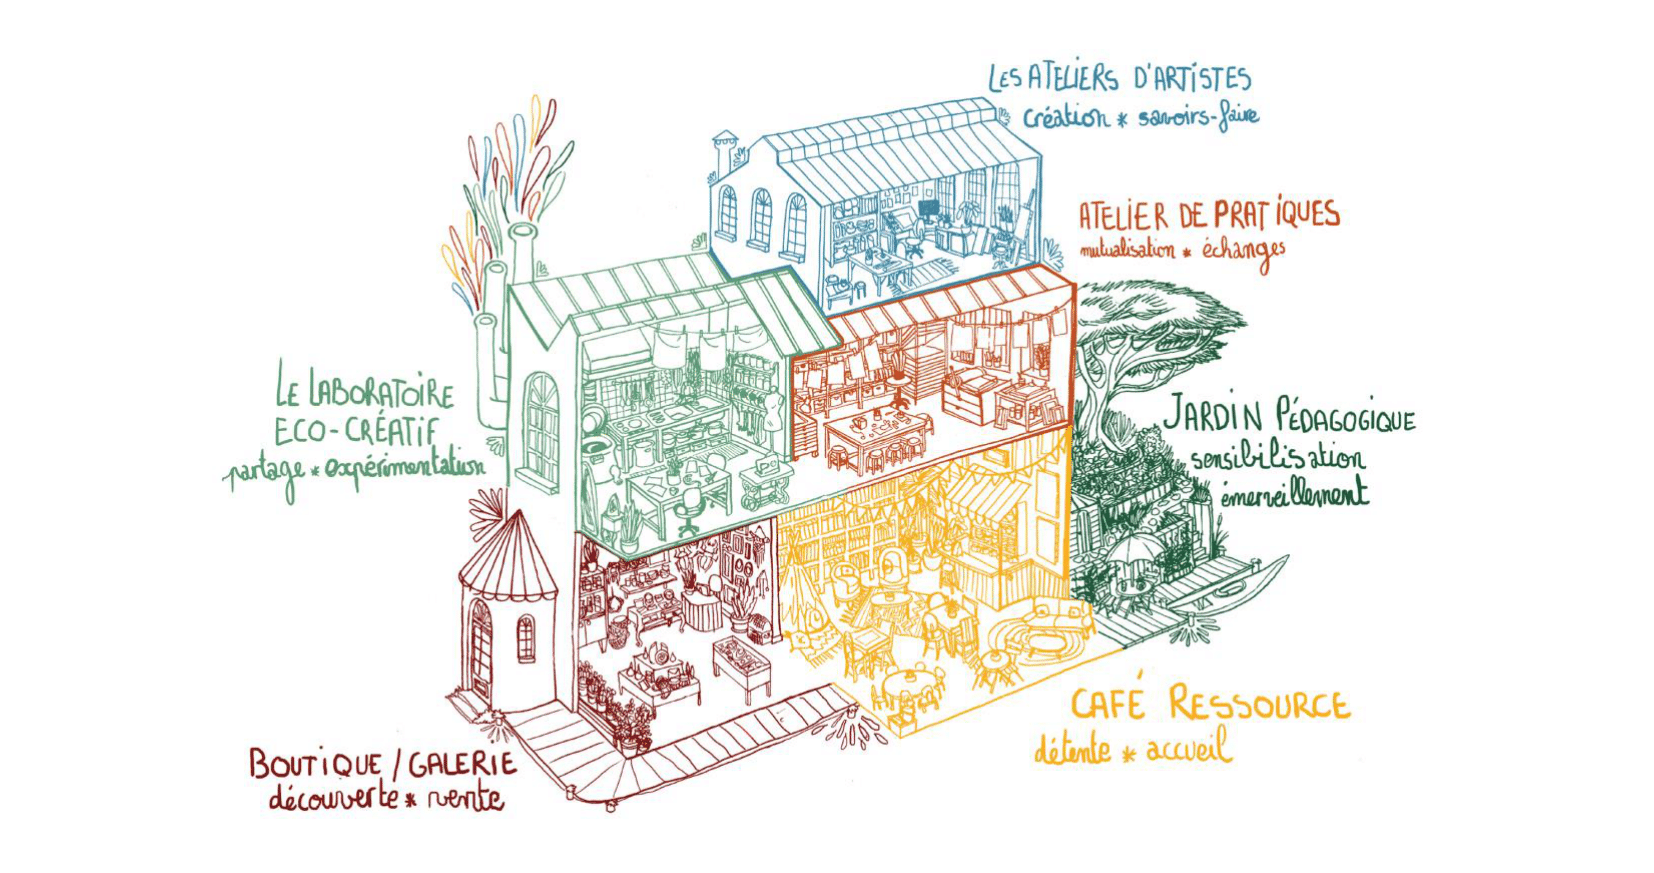 LES ATELIERS D'ARTISTES
création * savoirs-faire
ATELIER DE PRATIQUES
mutualisation * échanges
LE LABORATOIRE
ECO-CRÉATIF
partage * expérimentation
JARDIN PÉDAGOGIQUE
sensibilisation
émerveillement
CAFÉ RESSOURCE
détente * accueil
BOUTIQUE / GALERIE
découverte * vente